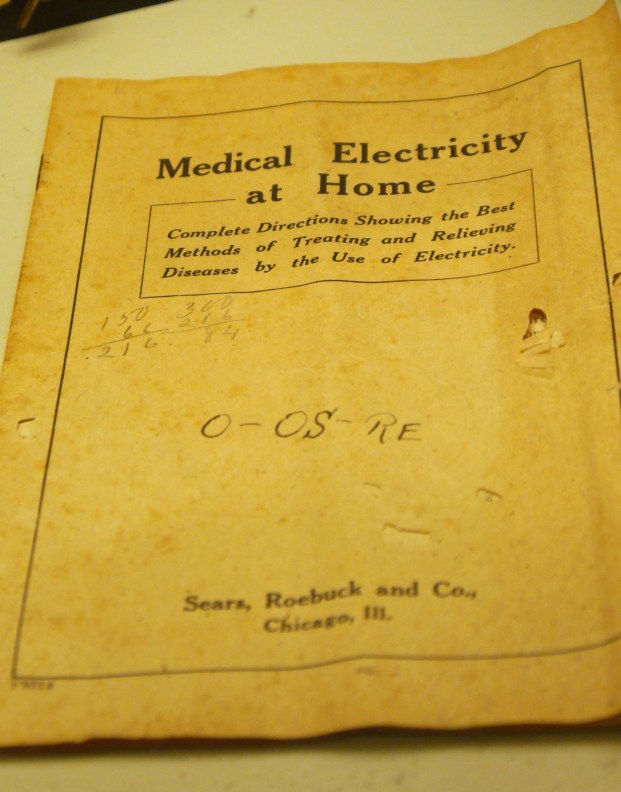 Medical Electricity
at Home
Complete Directions Showing the Best
Methods of Treating and Relieving
Diseases by the Use of Electricity.
150 300
66 216
216 84
O-OS-RE
Sears, Roebuck and Co.,
Chicago, Ill.